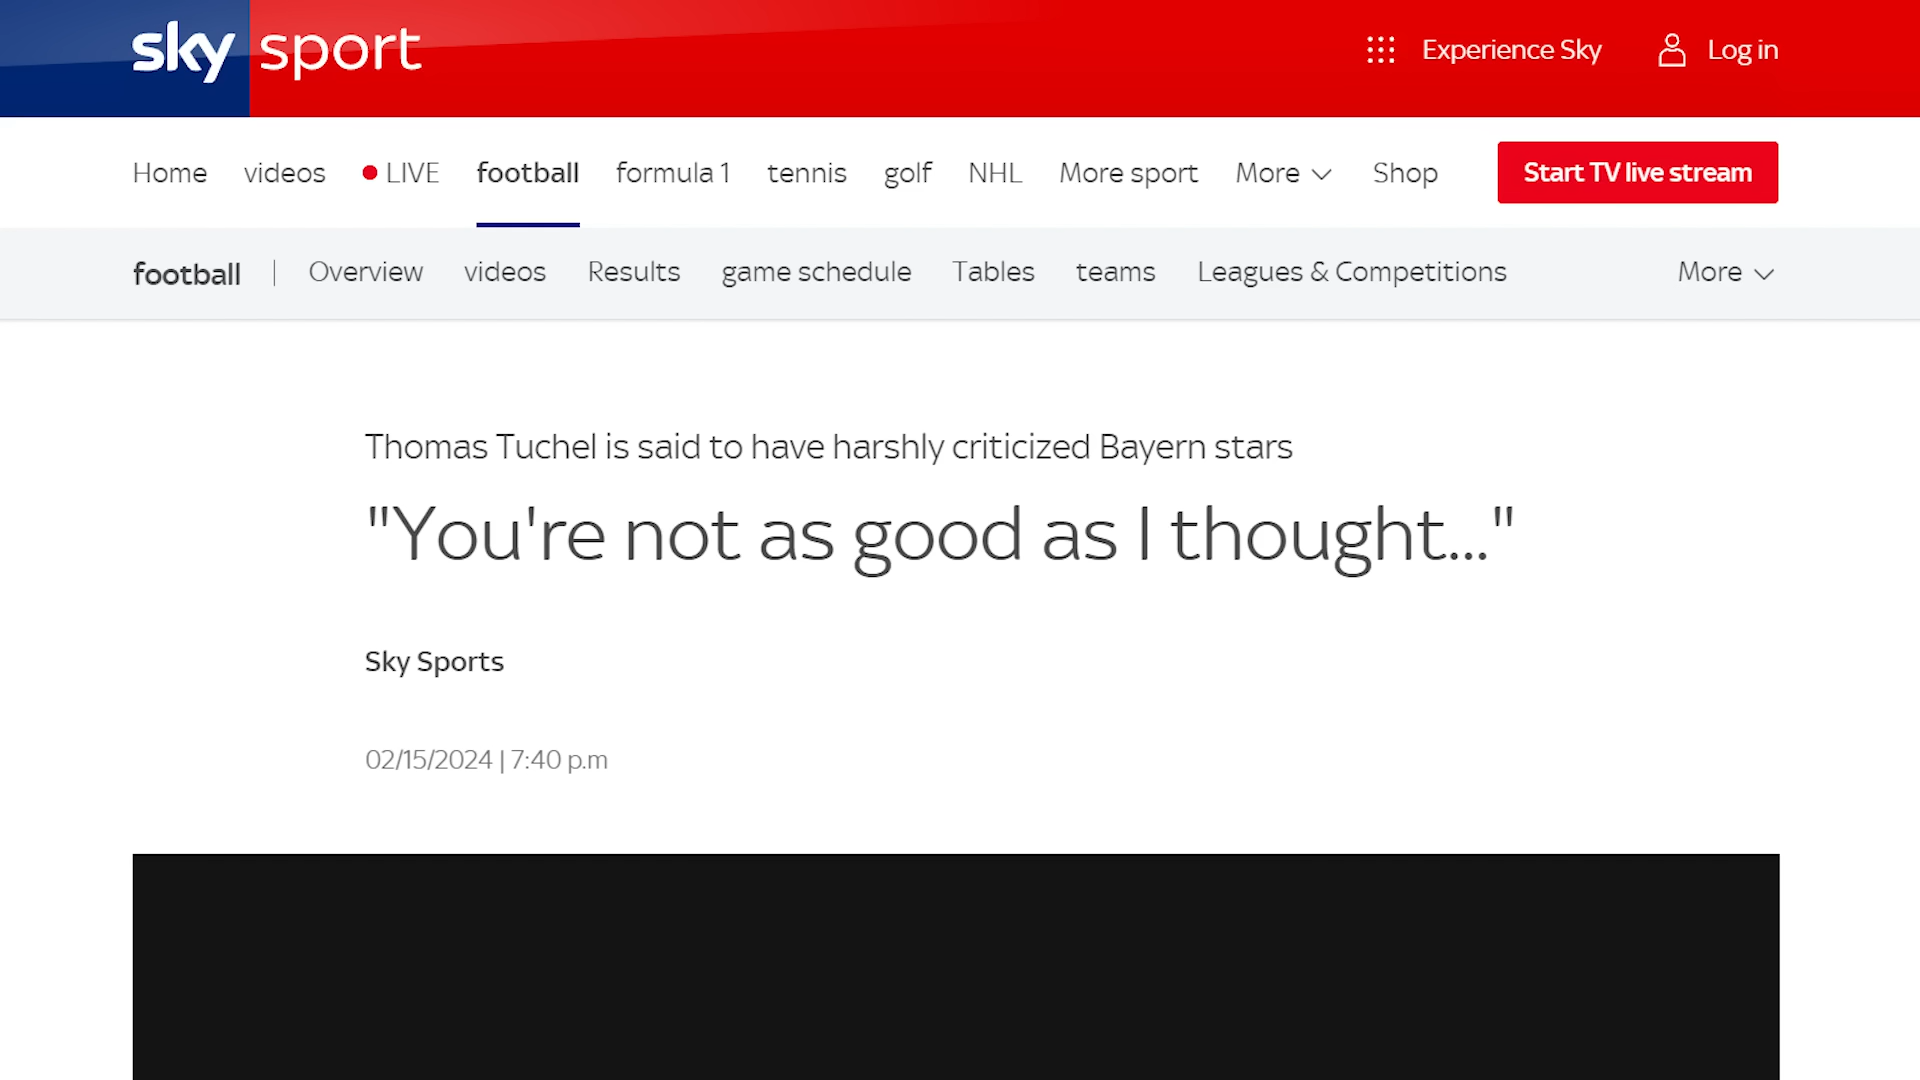 sky sport
Experience Sky
Log in
Home videos LIVE football formula 1 tennis golf NHL More sport More Shop Start TV live stream
football | Overview videos Results game schedule Tables teams Leagues & Competitions More
Thomas Tuchel is said to have harshly criticized Bayern stars
"You're not as good as I thought..."
Sky Sports
02/15/2024 | 7:40 p.m